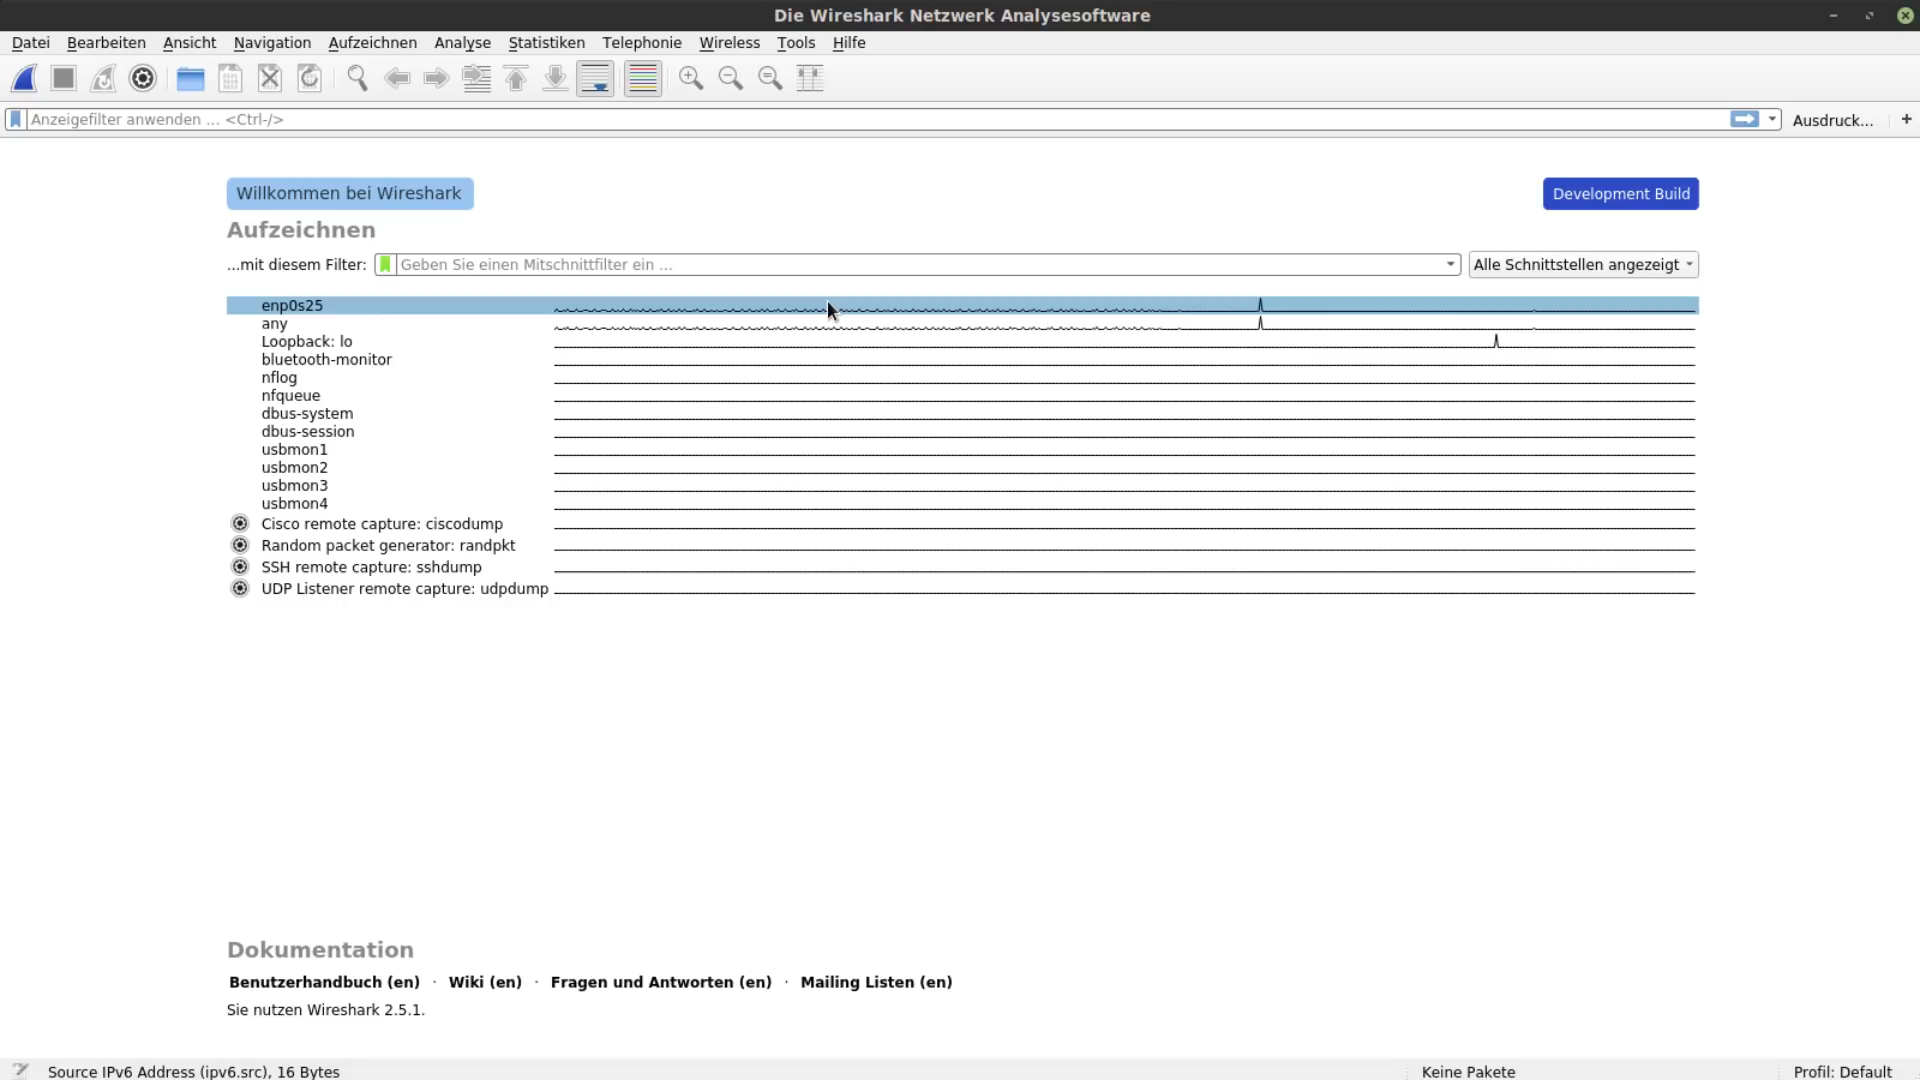 Die Wireshark Netzwerk Analysesoftware
Datei Bearbeiten Ansicht Navigation Aufzeichnen Analyse Statistiken Telephonie Wireless Tools Hilfe
Anzeigefilter anwenden ... <Ctrl-/> Ausdruck... +
Willkommen bei Wireshark Development Build
Aufzeichnen
...mit diesem Filter: Geben Sie einen Mitschnittfilter ein ... Alle Schnittstellen angezeigt
enp0s25
any
Loopback: lo
bluetooth-monitor
nflog
nfqueue
dbus-system
dbus-session
usbmon1
usbmon2
usbmon3
usbmon4
Cisco remote capture: ciscodump
Random packet generator: randpkt
SSH remote capture: sshdump
UDP Listener remote capture: udpdump
Dokumentation
Benutzerhandbuch (en) · Wiki (en) · Fragen und Antworten (en) · Mailing Listen (en)
Sie nutzen Wireshark 2.5.1.
Source IPv6 Address (ipv6.src), 16 Bytes Keine Pakete Profil: Default